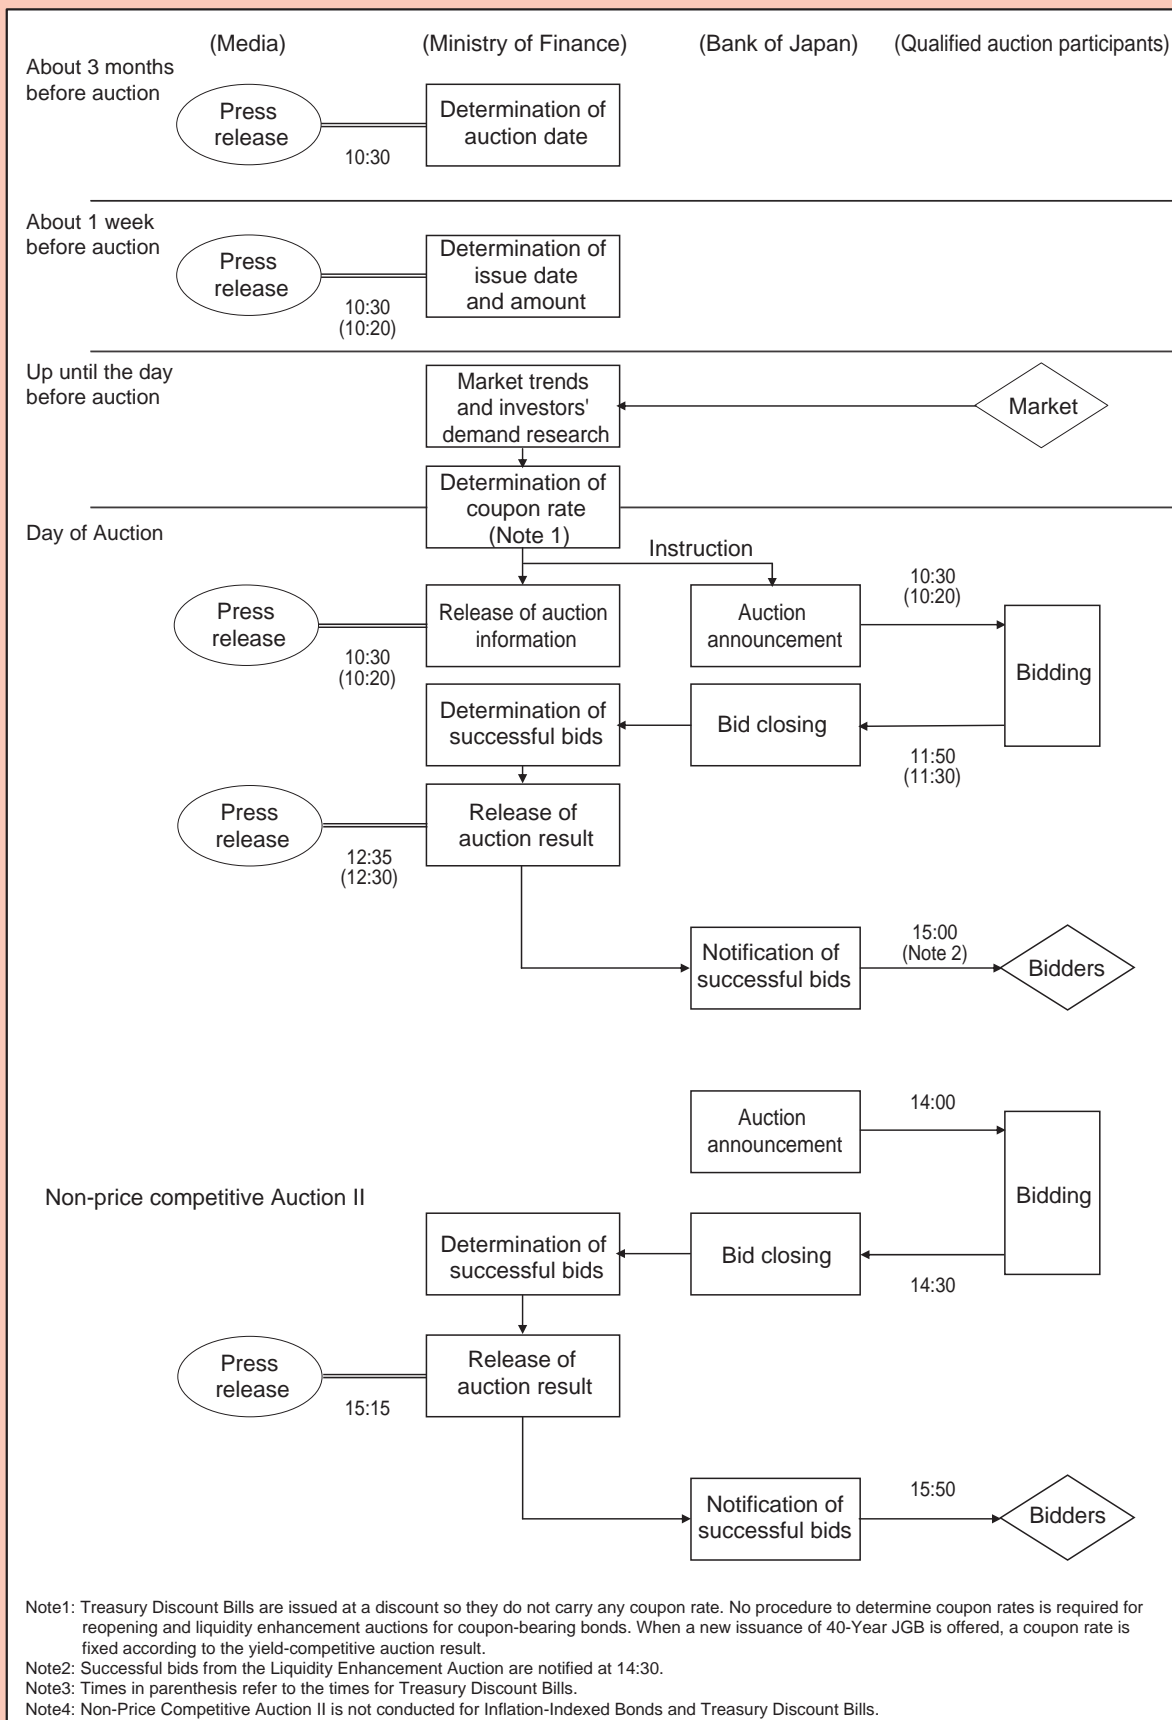 (Media)
(Ministry of Finance)
(Bank of Japan)
(Qualified auction participants)
About 3 months
before auction
Press
release
10:30
Determination of
auction date
About 1 week
before auction
Press
release
10:30
(10:20)
Determination of
issue date
and amount
Up until the day
before auction
Market trends
and investors'
demand research
Market
Determination of
coupon rate
(Note 1)
Day of Auction
Instruction
Press
release
10:30
(10:20)
Release of auction
information
Auction
announcement
10:30
(10:20)
Bidding
Determination of
successful bids
Bid closing
11:50
(11:30)
Press
release
12:35
(12:30)
Release of
auction result
Notification of
successful bids
15:00
(Note 2)
Bidders
Auction
announcement
14:00
Bidding
Non-price competitive Auction II
Determination of
successful bids
Bid closing
14:30
Press
release
15:15
Release of
auction result
Notification of
successful bids
15:50
Bidders
Note1: Treasury Discount Bills are issued at a discount so they do not carry any coupon rate. No procedure to determine coupon rates is required for
reopening and liquidity enhancement auctions for coupon-bearing bonds. When a new issuance of 40-Year JGB is offered, a coupon rate is
fixed according to the yield-competitive auction result.
Note2: Successful bids from the Liquidity Enhancement Auction are notified at 14:30.
Note3: Times in parenthesis refer to the times for Treasury Discount Bills.
Note4: Non-Price Competitive Auction II is not conducted for Inflation-Indexed Bonds and Treasury Discount Bills.